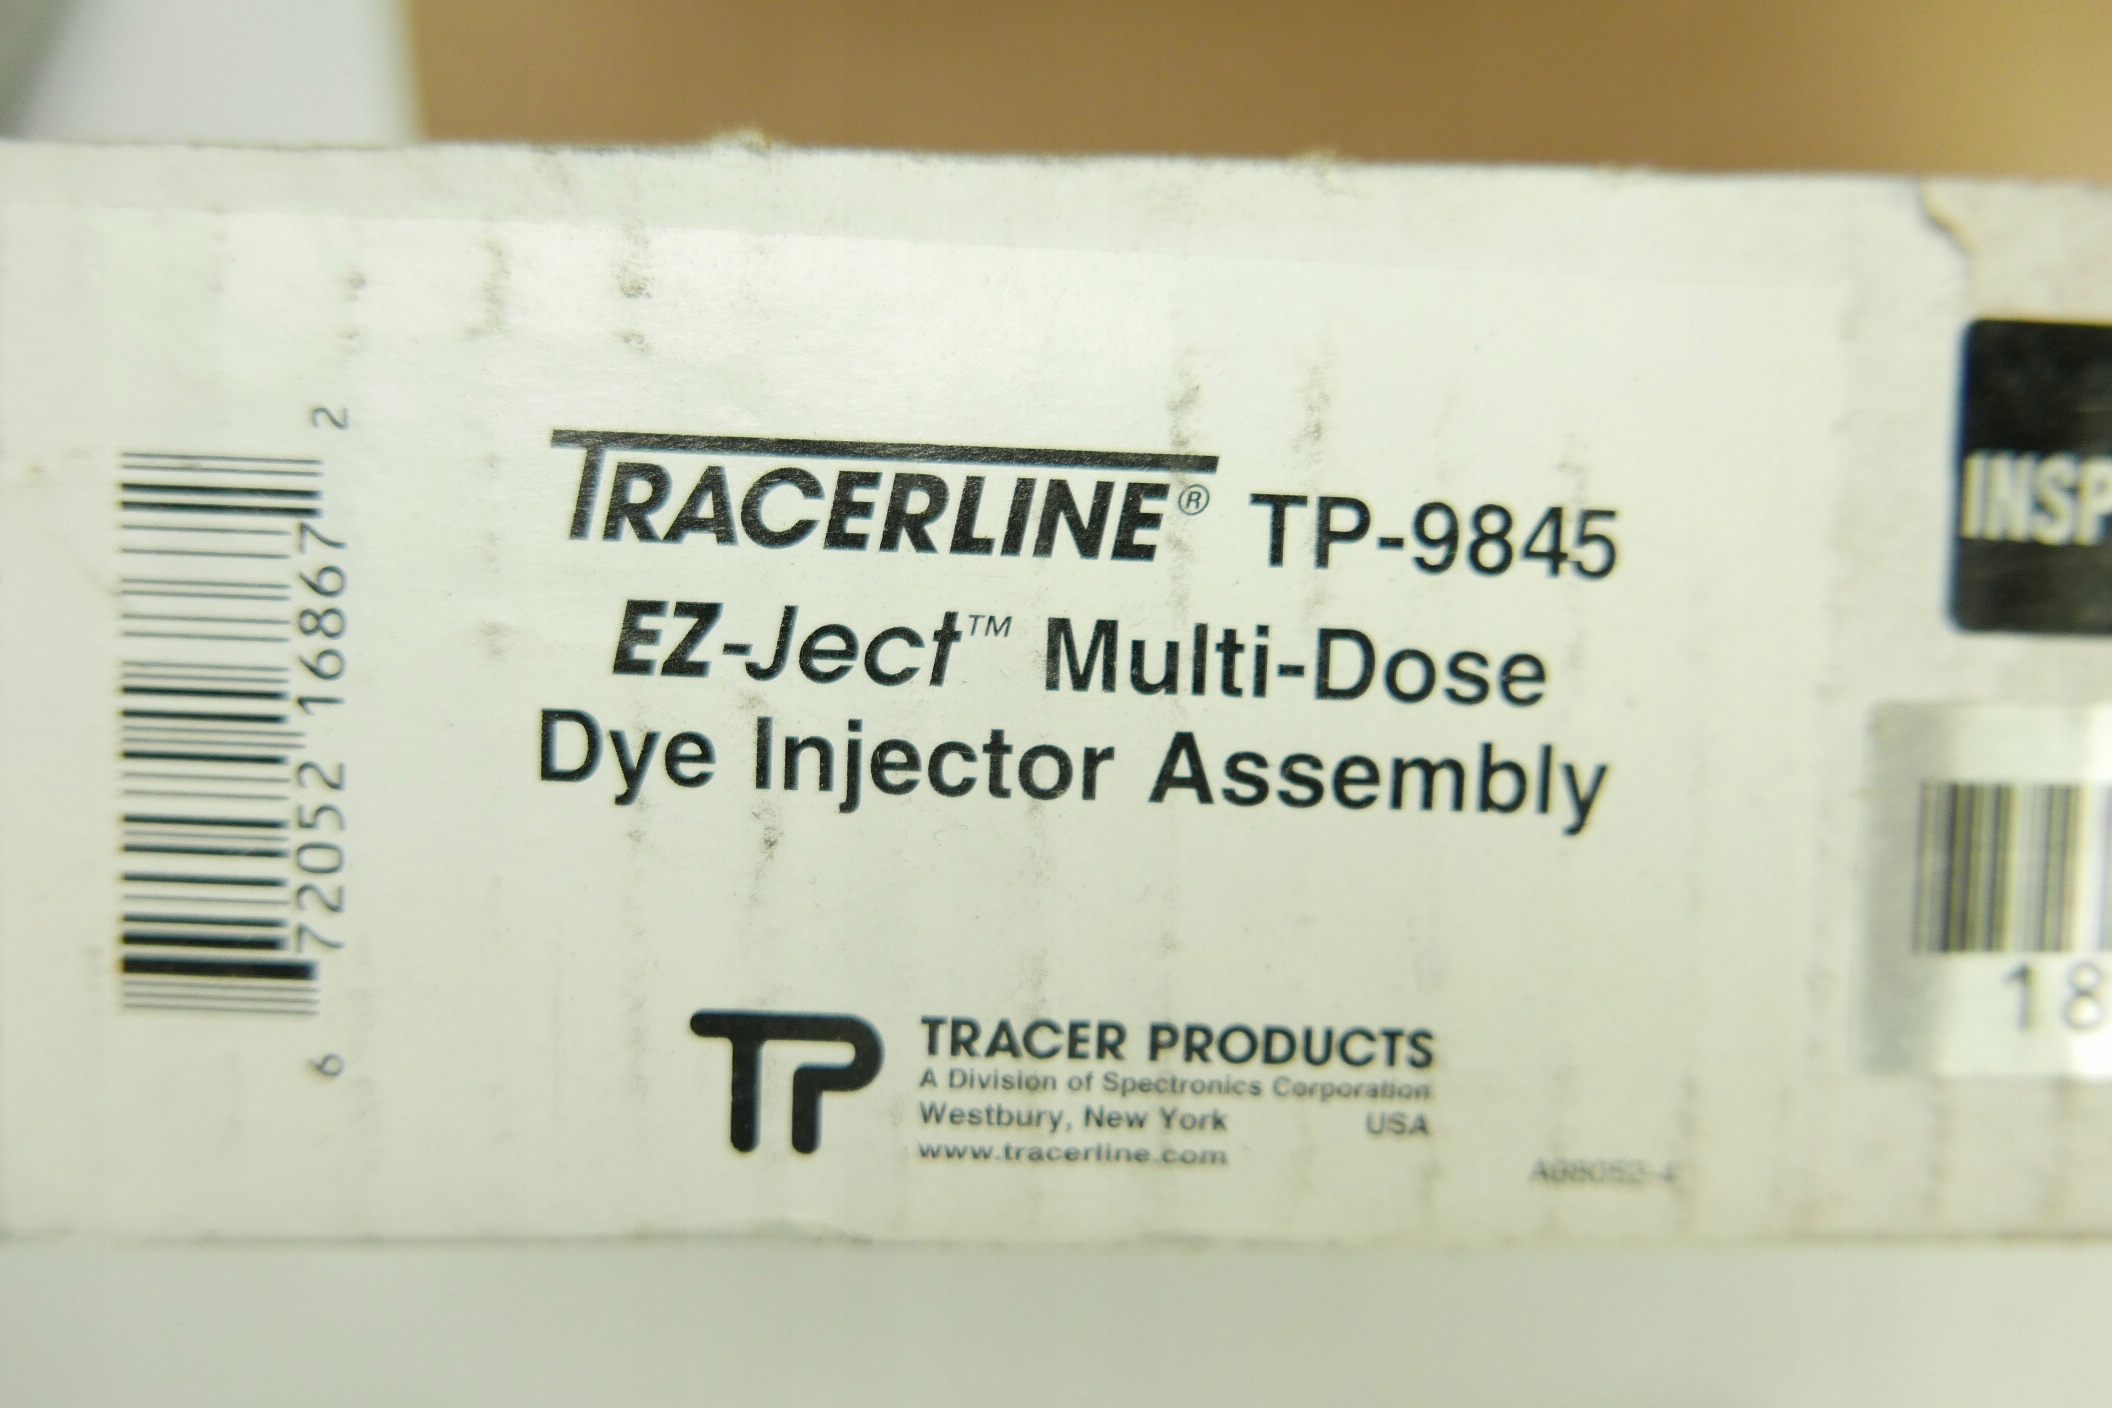 TRACERLINE® TP-9845
EZ-Ject™ Multi-Dose
Dye Injector Assembly
TP
TRACER PRODUCTS
A Division of Spectronics Corporation
Westbury, New York USA
www.tracerline.com
6 72052 16867 2
INSP
18